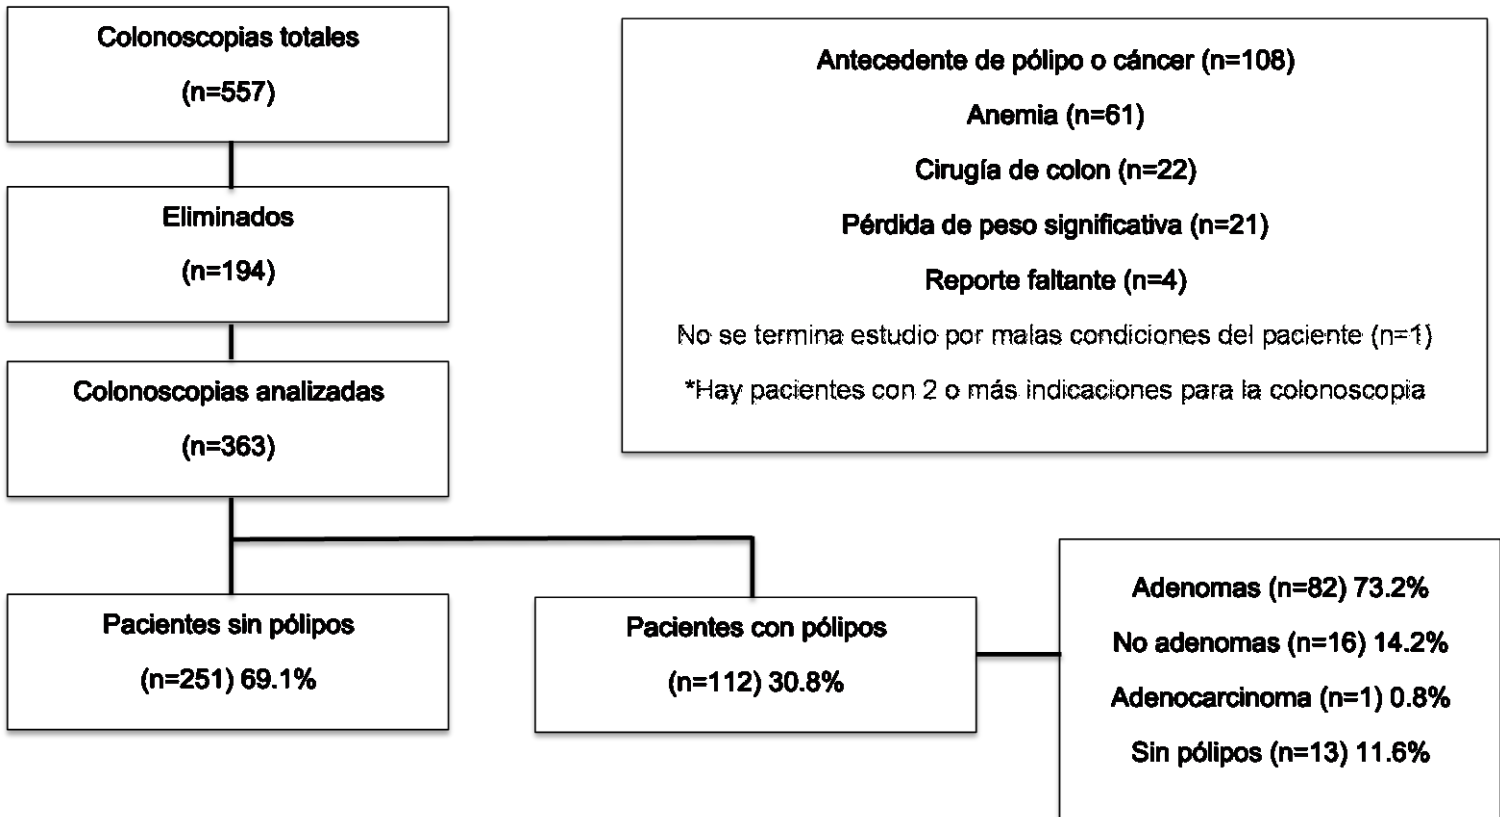 Colonoscopias totales
(n=557)
Eliminados
(n=194)
Colonoscopias analizadas
(n=363)
Pacientes sin pólipos
(n=251) 69.1%
Pacientes con pólipos
(n=112) 30.8%
Antecedente de pólipo o cáncer (n=108)
Anemia (n=61)
Cirugía de colon (n=22)
Pérdida de peso significativa (n=21)
Reporte faltante (n=4)
No se termina estudio por malas condiciones del paciente (n=1)
*Hay pacientes con 2 o más indicaciones para la colonoscopia
Adenomas (n=82) 73.2%
No adenomas (n=16) 14.2%
Adenocarcinoma (n=1) 0.8%
Sin pólipos (n=13) 11.6%